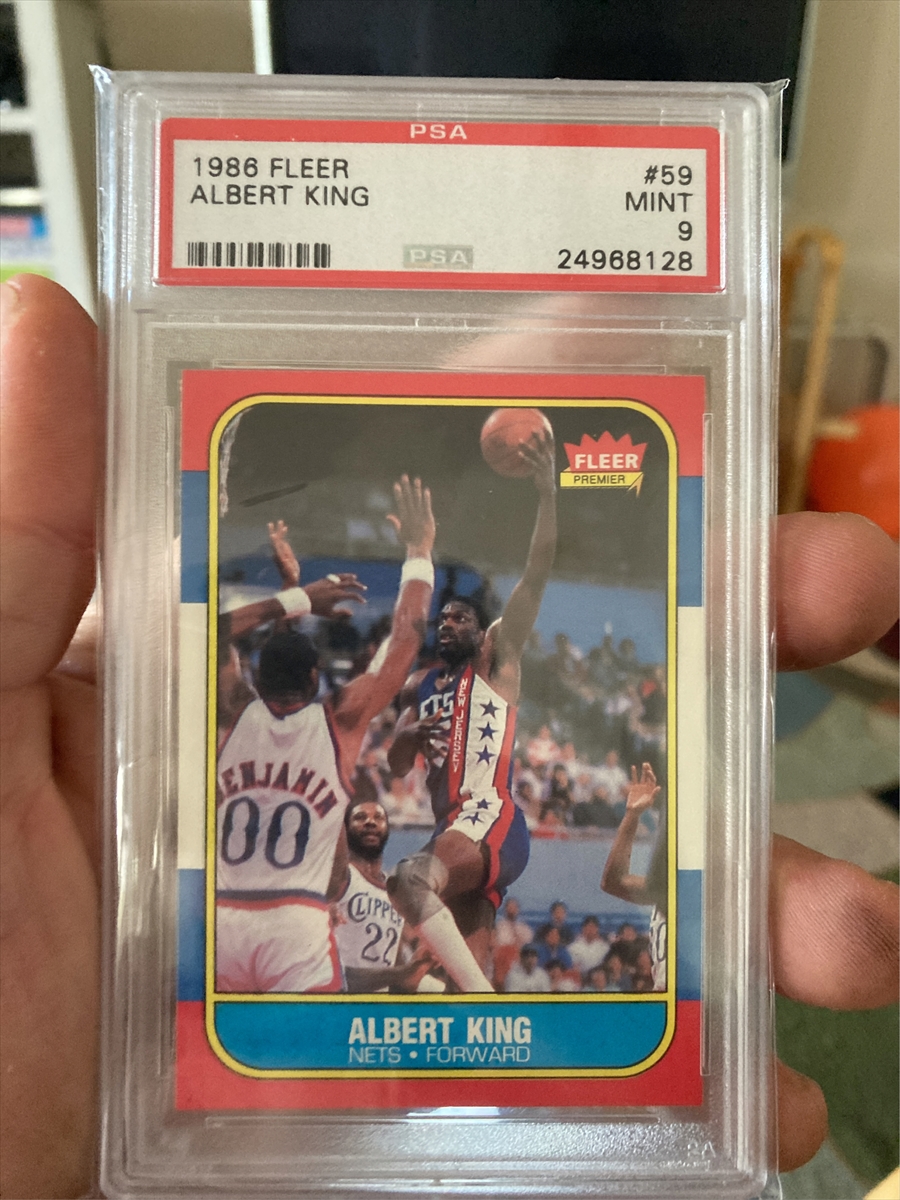 PSA
1986 FLEER #59
ALBERT KING MINT
9
PSA 24968128
FLEER
PREMIER
ETS
NEW JERSEY
ENJAMIN
00
CLIPPE
22
ALBERT KING
NETS • FORWARD